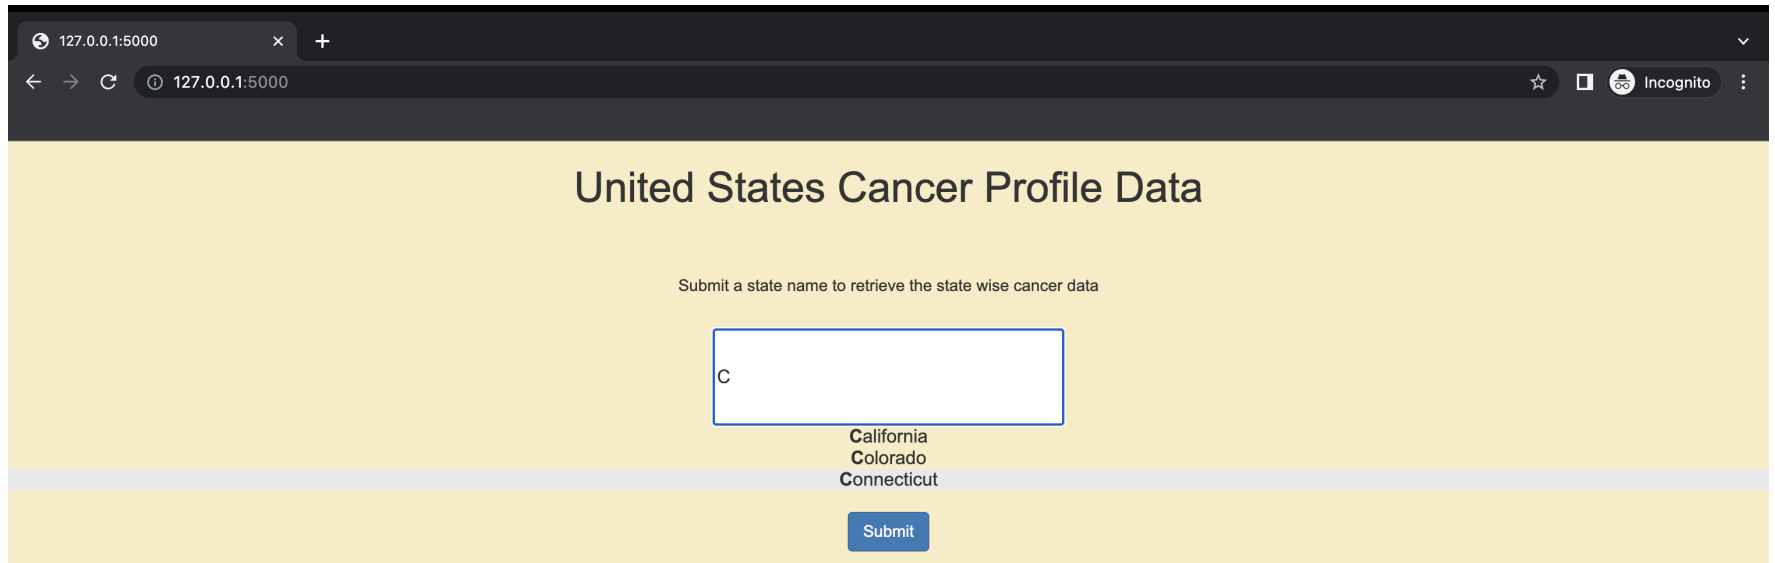 127.0.0.1:5000
127.0.0.1:5000
Incognito
United States Cancer Profile Data
Submit a state name to retrieve the state wise cancer data
C
California
Colorado
Connecticut
Submit